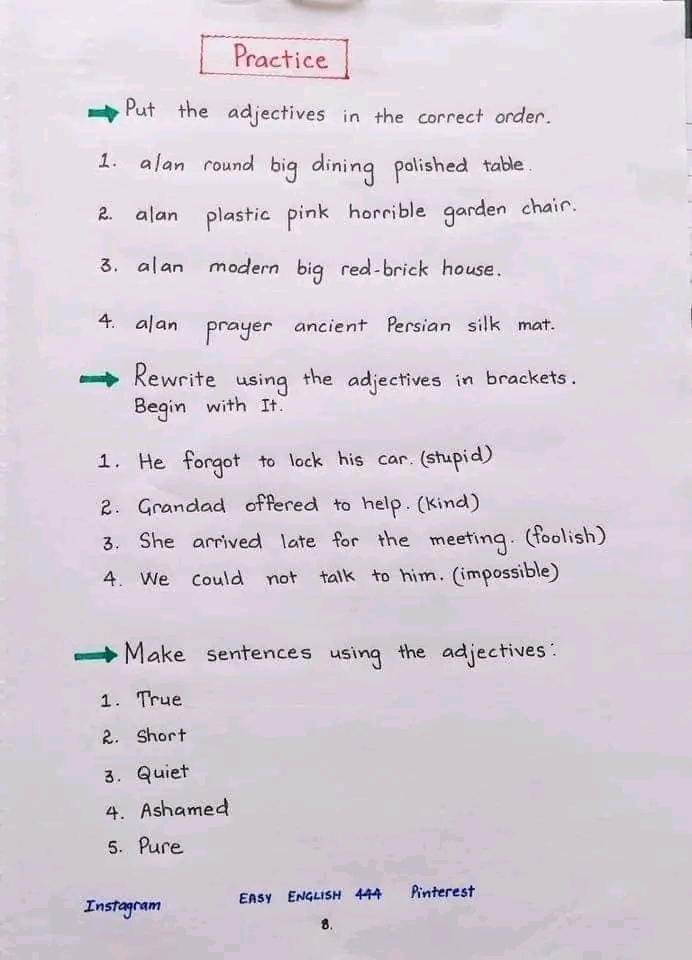 Practice
Put the adjectives in the correct order.
1. a/an round big dining polished table.
2. a/an plastic pink horrible garden chair.
3. a/an modern big red-brick house.
4. a/an prayer ancient Persian silk mat.
Rewrite using the adjectives in brackets.
Begin with It.
1. He forgot to lock his car. (stupid)
2. Grandad offered to help. (Kind)
3. She arrived late for the meeting. (foolish)
4. We could not talk to him. (impossible)
Make sentences using the adjectives:
1. True
2. Short
3. Quiet
4. Ashamed
5. Pure
Instagram EASY ENGLISH 444 Pinterest
8.